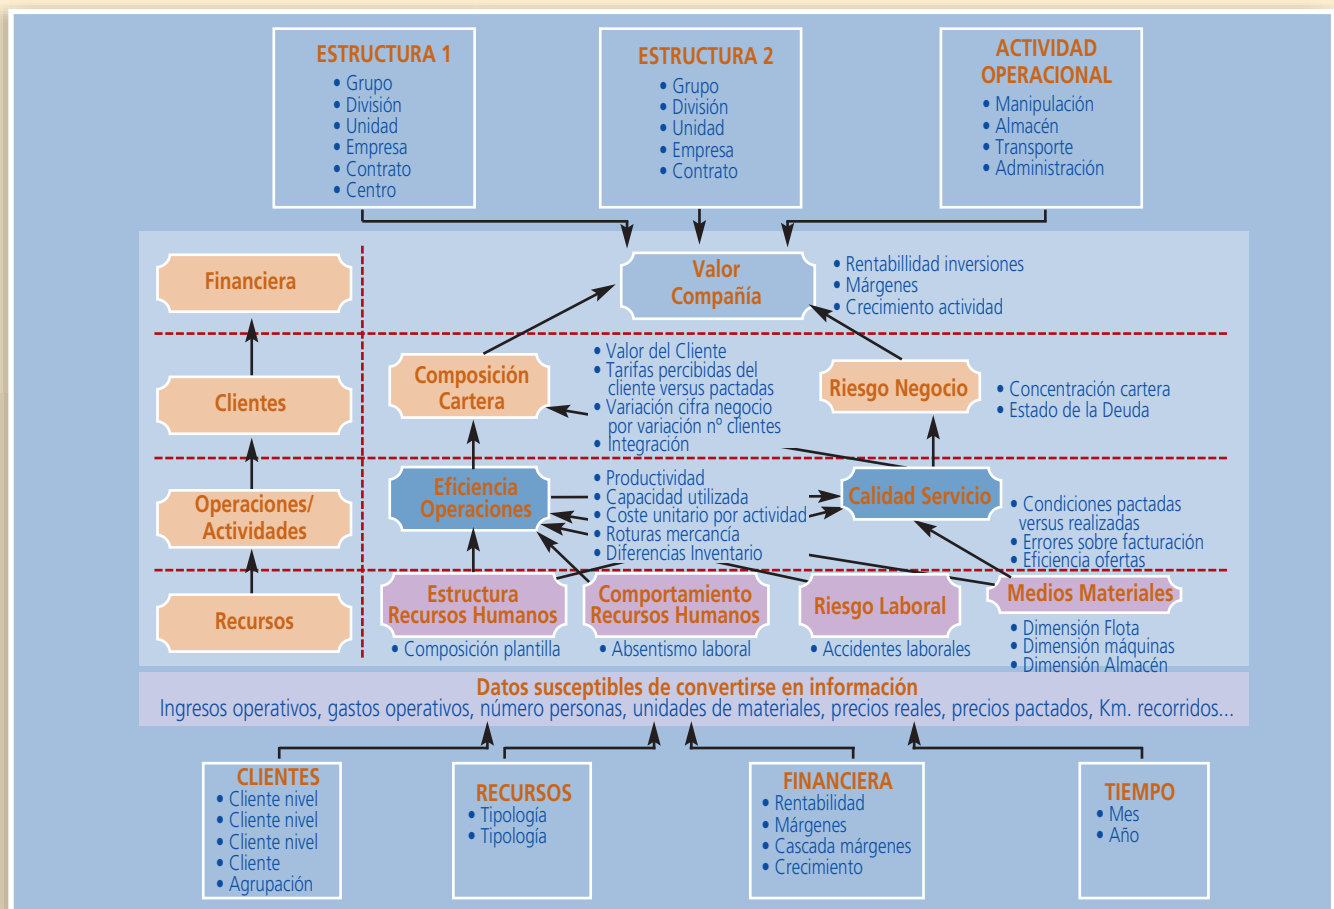 ESTRUCTURA 1
• Grupo
• División
• Unidad
• Empresa
• Contrato
• Centro
ESTRUCTURA 2
• Grupo
• División
• Unidad
• Empresa
• Contrato
ACTIVIDAD
OPERACIONAL
• Manipulación
• Almacén
• Transporte
• Administración
Financiera
Valor
Compañía
• Rentabillidad inversiones
• Márgenes
• Crecimiento actividad
Clientes
Composición
Cartera
• Valor del Cliente
• Tarifas percibidas del
cliente versus pactadas
• Variación cifra negocio
por variación nº clientes
• Integración
Riesgo Negocio
• Concentración cartera
• Estado de la Deuda
Operaciones/
Actividades
Eficiencia
Operaciones
• Productividad
• Capacidad utilizada
• Coste unitario por actividad
• Roturas mercancía
• Diferencias Inventario
Calidad Servicio
• Condiciones pactadas
versus realizadas
• Errores sobre facturación
• Eficiencia ofertas
Recursos
Estructura
Recursos Humanos
• Composición plantilla
Comportamiento
Recursos Humanos
• Absentismo laboral
Riesgo Laboral
• Accidentes laborales
Medios Materiales
• Dimensión Flota
• Dimensión máquinas
• Dimensión Almacén
Datos susceptibles de convertirse en información
Ingresos operativos, gastos operativos, número personas, unidades de materiales, precios reales, precios pactados, Km. recorridos...
CLIENTES
• Cliente nivel
• Cliente nivel
• Cliente nivel
• Cliente
• Agrupación
RECURSOS
• Tipología
• Tipología
FINANCIERA
• Rentabilidad
• Márgenes
• Cascada márgenes
• Crecimiento
TIEMPO
• Mes
• Año